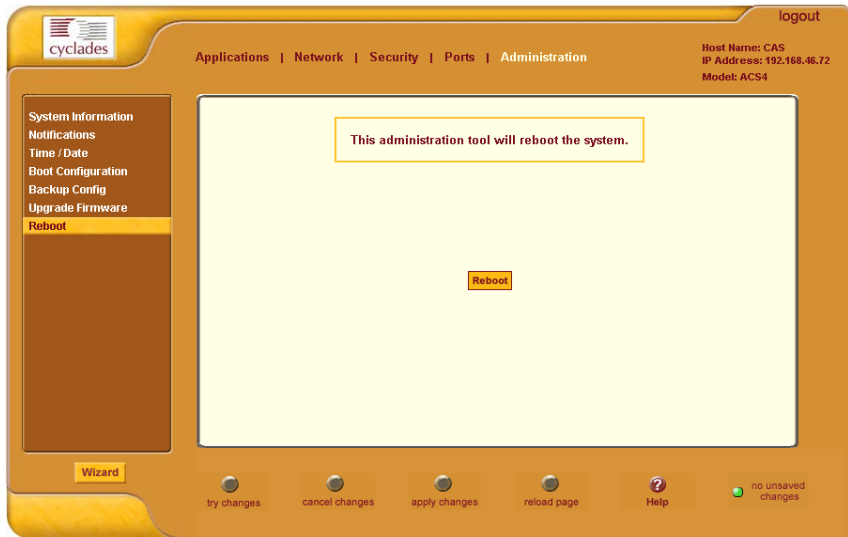 cyclades
logout
Applications | Network | Security | Ports | Administration
Host Name: CAS
IP Address: 192.168.46.72
Model: ACS4
System Information
Notifications
Time / Date
Boot Configuration
Backup Config
Upgrade Firmware
Reboot
This administration tool will reboot the system.
Reboot
Wizard
try changes
cancel changes
apply changes
reload page
?
Help
no unsaved
changes